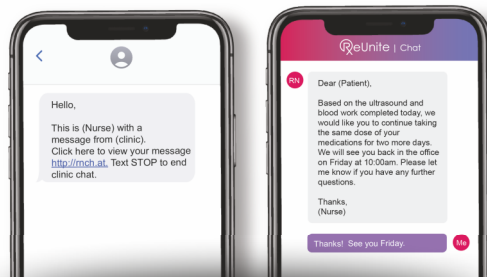 Hello,
This is (Nurse) with a
message from (clinic).
Click here to view your message
http://mch.at. Text STOP to end
clinic chat.
ReUnite | Chat
RN
Dear (Patient),
Based on the ultrasound and
blood work completed today, we
would like you to continue taking
the same dose of your
medications for two more days.
We will see you back in the office
on Friday at 10:00am. Please let
me know if you have any further
questions.
Thanks,
(Nurse)
Thanks! See you Friday.
Me